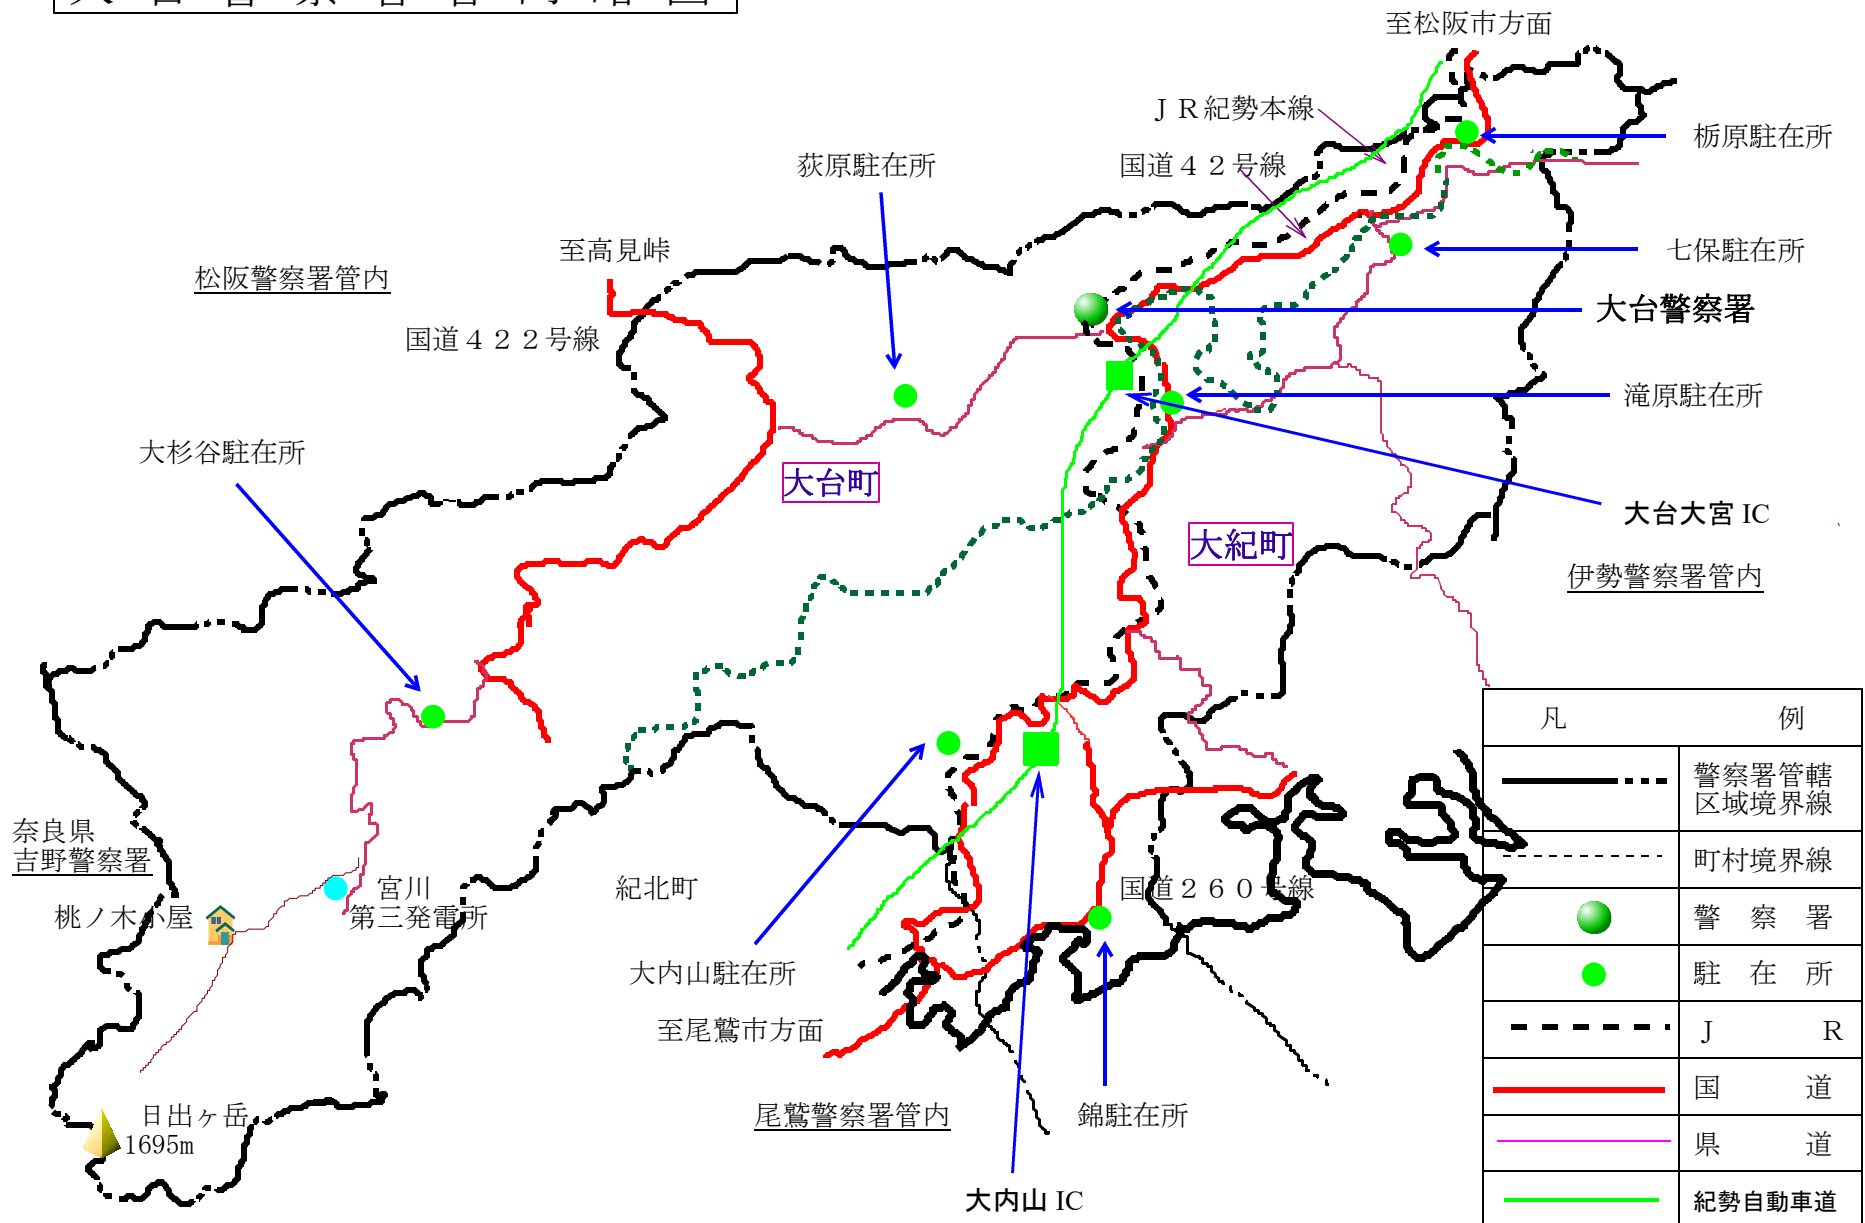 至松阪市方面
ＪＲ紀勢本線
栃原駐在所
国道４２号線
荻原駐在所
七保駐在所
至高見峠
松阪警察署管内
大台警察署
国道４２２号線
滝原駐在所
大杉谷駐在所
大台町
大台大宮 IC
大紀町
伊勢警察署管内
凡　例
警察署管轄
区域境界線
奈良県
吉野警察署
町村境界線
宮川
第三発電所
紀北町
国道２６０号線
桃ノ木小屋
警　察　署
大内山駐在所
駐　在　所
至尾鷲市方面
Ｊ　Ｒ
国　道
日出ヶ岳
1695m
尾鷲警察署管内
錦駐在所
県　道
大内山 IC
紀勢自動車道